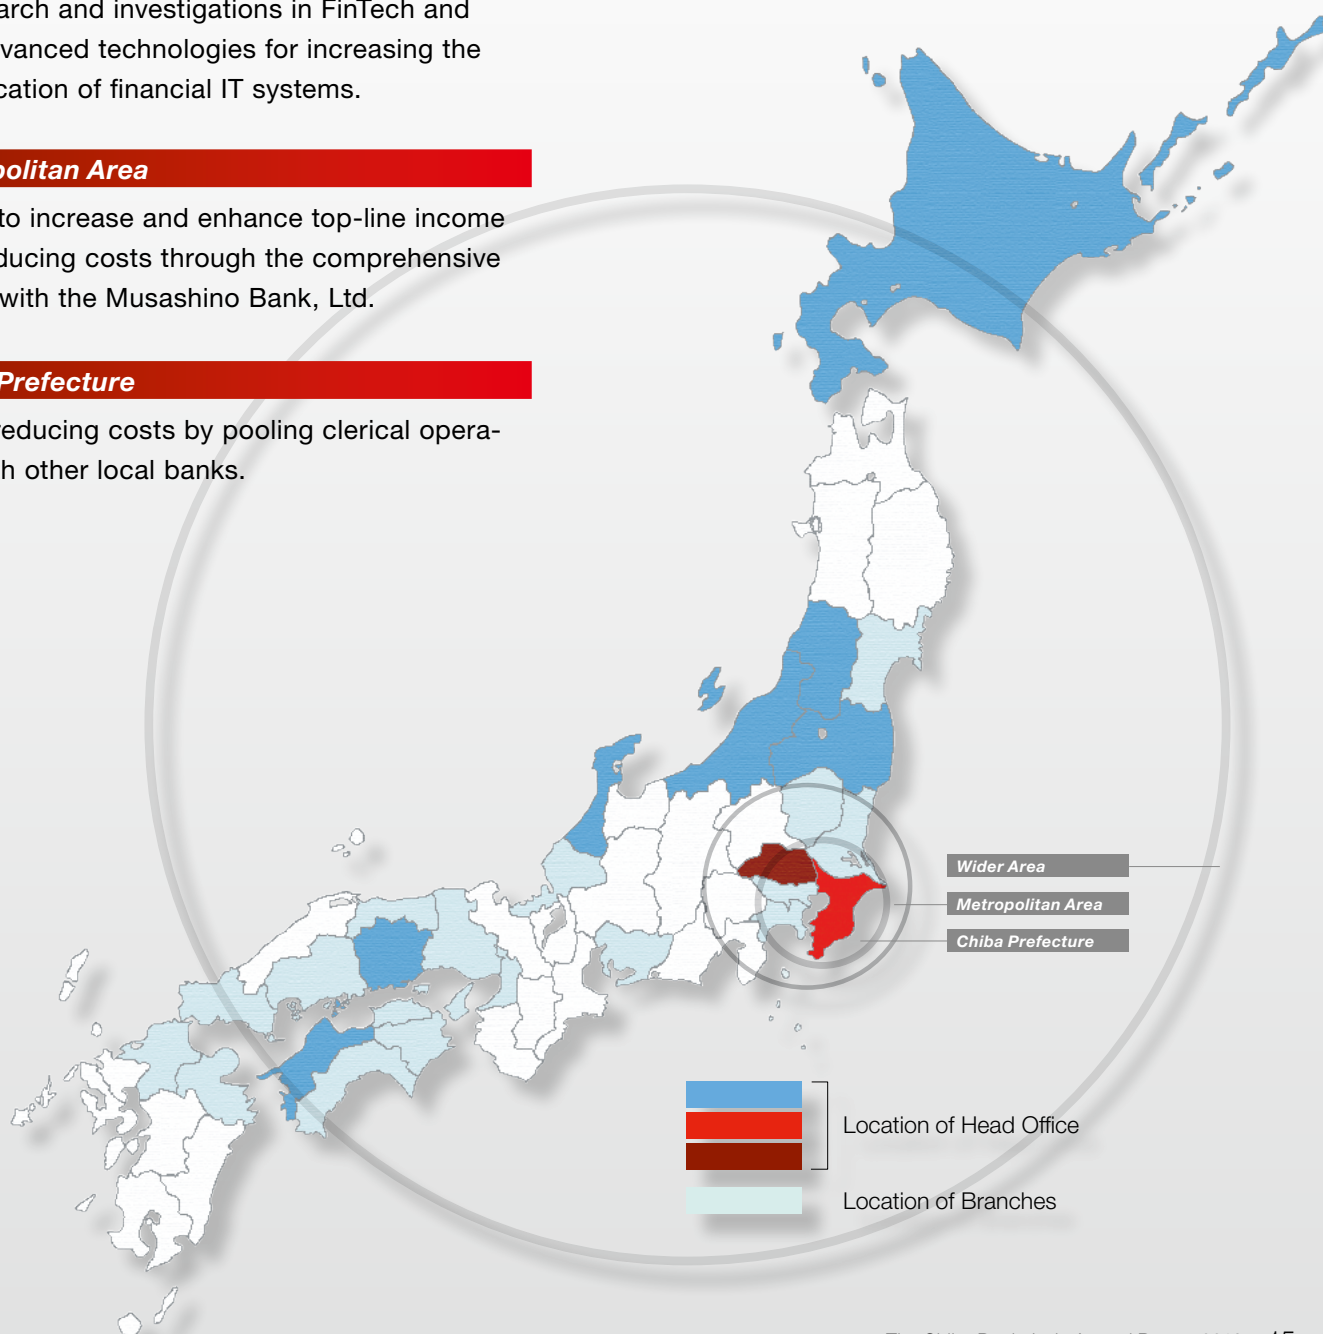 arch and investigations in FinTech and
vanced technologies for increasing the
cation of financial IT systems.
politan Area
to increase and enhance top-line income
ducing costs through the comprehensive
with the Musashino Bank, Ltd.
Prefecture
reducing costs by pooling clerical opera-
h other local banks.
Wider Area
Metropolitan Area
Chiba Prefecture
Location of Head Office
Location of Branches